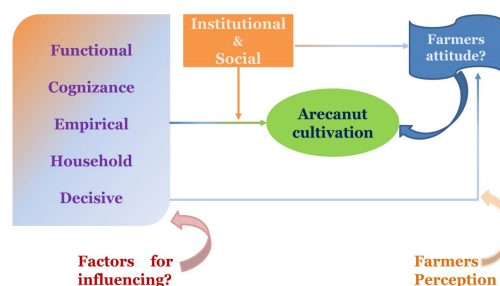 Institutional
&
Social
Farmers
attitude?
Functional
Cognizance
Empirical
Household
Decisive
Arecanut
cultivation
Factors for
influencing?
Farmers
Perception